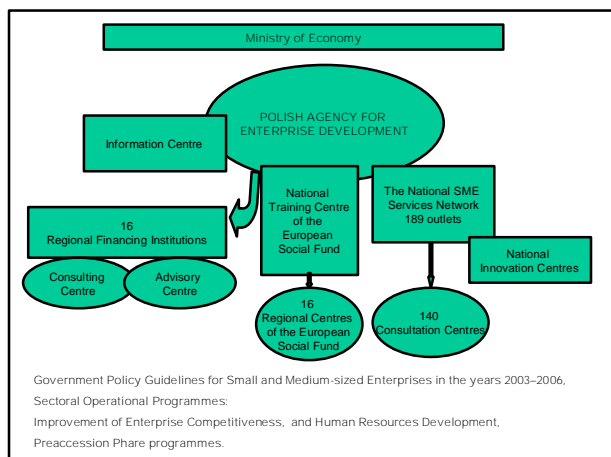 Ministry of Economy
POLISH AGENCY FOR
ENTERPRISE DEVELOPMENT
Information Centre
National
Training Centre
of the
European
Social Fund
The National SME
Services Network
189 outlets
16
Regional Financing Institutions
National
Innovation Centres
Consulting
Centre
Advisory
Centre
16
Regional Centres
of the European
Social Fund
140
Consultation Centres
Government Policy Guidelines for Small and Medium-sized Enterprises in the years 2003–2006,
Sectoral Operational Programmes:
Improvement of Enterprise Competitiveness, and Human Resources Development,
Preaccession Phare programmes.